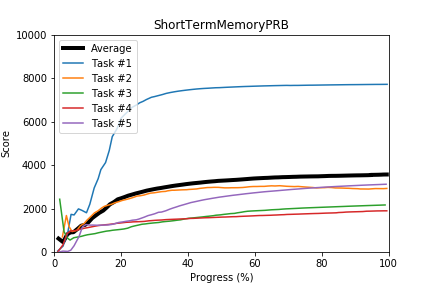 ShortTermMemoryPRB
10000
8000
6000
4000
2000
0
Score
Average
Task #1
Task #2
Task #3
Task #4
Task #5
0 20 40 60 80 100
Progress (%)